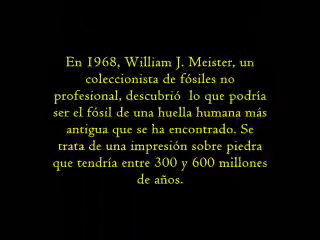 En 1968, William J. Meister, un
coleccionista de fósiles no
profesional, descubrió lo que podría
ser el fósil de una huella humana más
antigua que se ha encontrado. Se
trata de una impresión sobre piedra
que tendría entre 300 y 600 millones
de años.